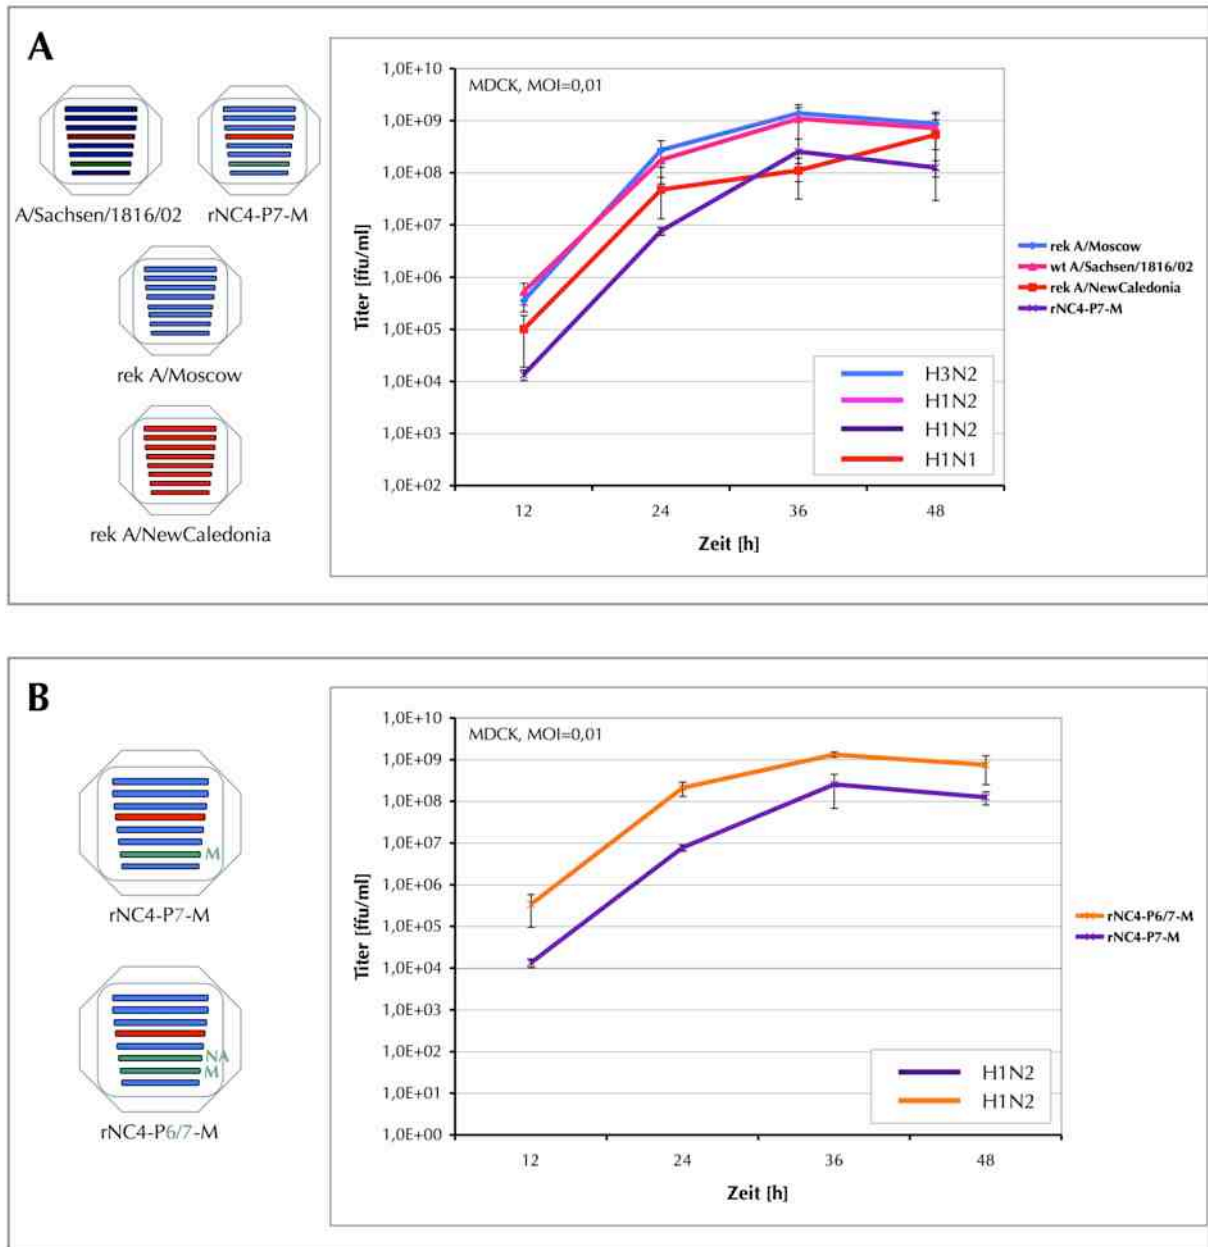 A
A/Sachsen/1816/02
rNC4-P7-M
rek A/Moscow
rek A/NewCaledonia
MDCK, MOI=0,01
Titer [ffu/ml]
1,0E+10
1,0E+09
1,0E+08
1,0E+07
1,0E+06
1,0E+05
1,0E+04
1,0E+03
1,0E+02
12 24 36 48
Zeit [h]
H3N2
H1N2
H1N2
H1N1
rek A/Moscow
wt A/Sachsen/1816/02
rek A/NewCaledonia
rNC4-P7-M
B
M
rNC4-P7-M
NA
M
rNC4-P6/7-M
MDCK, MOI=0,01
Titer [ffu/ml]
1,0E+10
1,0E+09
1,0E+08
1,0E+07
1,0E+06
1,0E+05
1,0E+04
1,0E+03
1,0E+02
1,0E+01
1,0E+00
12 24 36 48
Zeit [h]
H1N2
H1N2
rNC4-P6/7-M
rNC4-P7-M